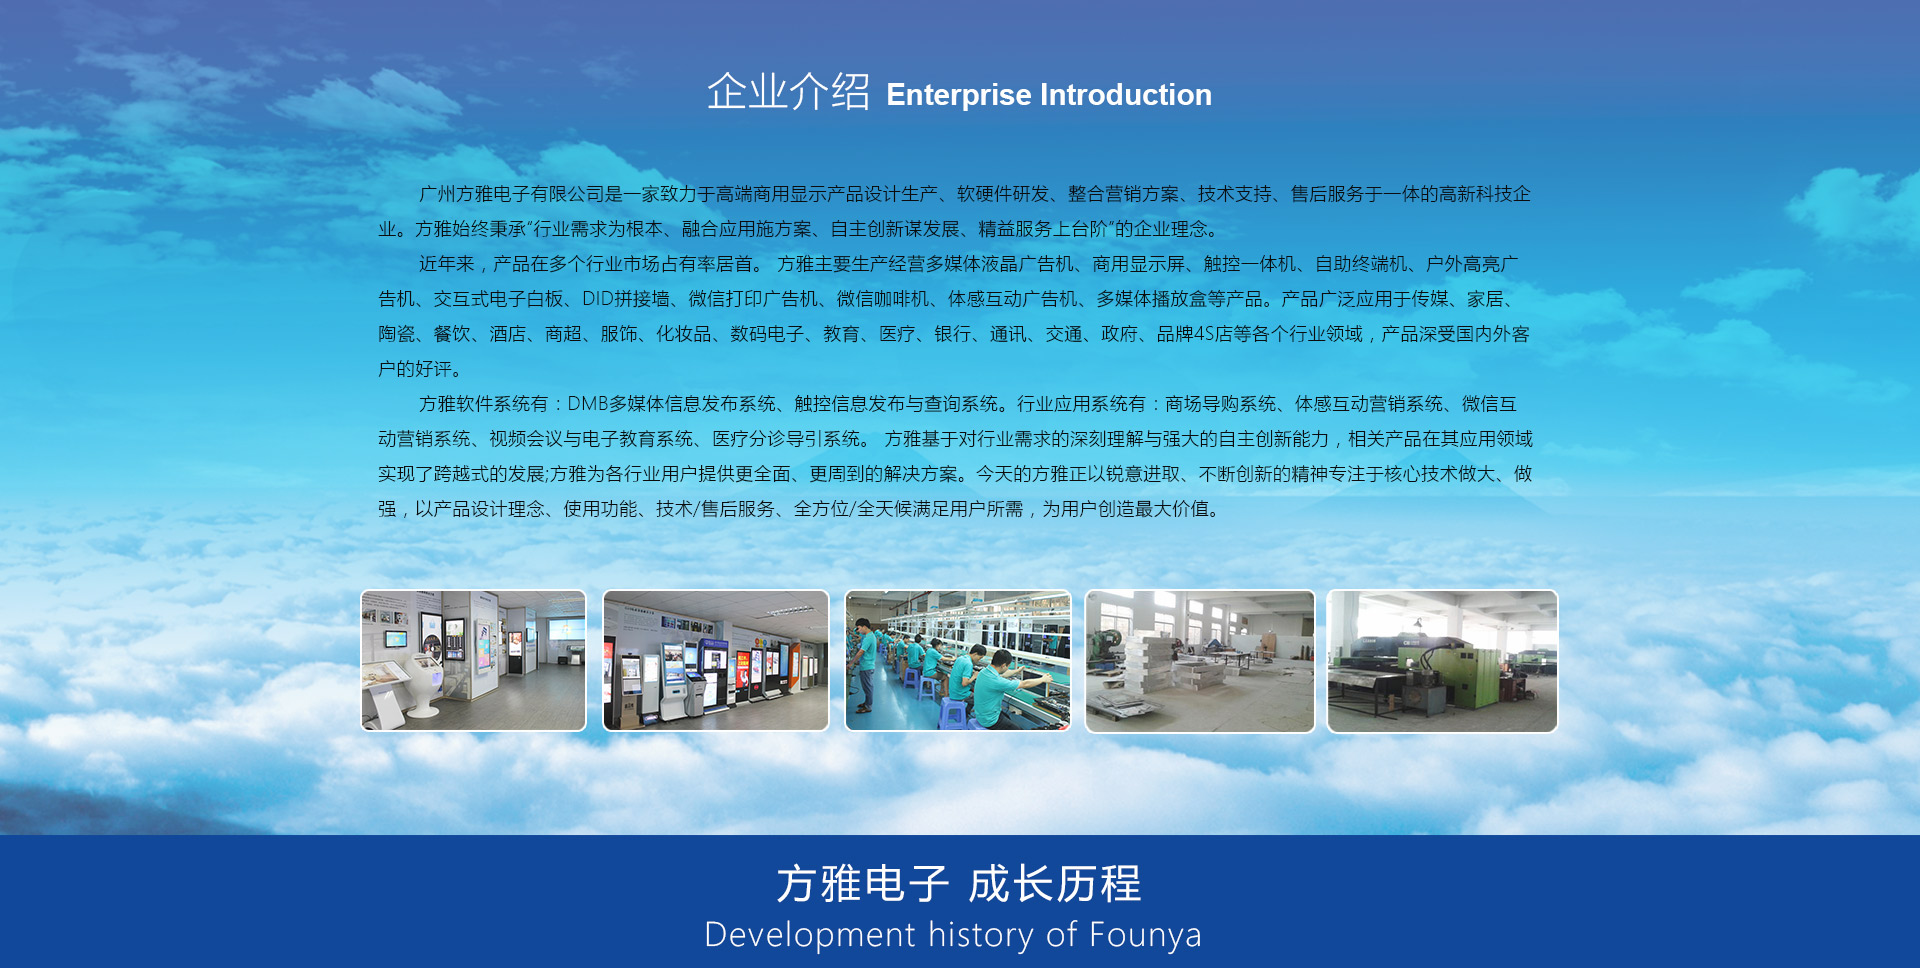 企业介绍 Enterprise Introduction
广州方雅电子有限公司是一家致力于高端商用显示产品设计生产、软硬件研发、整合营销方案、技术支持、售后服务于一体的高新科技企
业。方雅始终秉承“行业需求为根本、融合应用施方案、自主创新谋发展、精益服务上台阶”的企业理念。
近年来，产品在多个行业市场占有率居首。 方雅主要生产经营多媒体液晶广告机、商用显示屏、触控一体机、自助终端机、户外高亮广
告机、交互式电子白板、DID拼接墙、微信打印广告机、微信咖啡机、体感互动广告机、多媒体播放盒等产品。产品广泛应用于传媒、家居、
陶瓷、餐饮、酒店、商超、服饰、化妆品、数码电子、教育、医疗、银行、通讯、交通、政府、品牌4S店等各个行业领域，产品深受国内外客
户的好评。
方雅软件系统有：DMB多媒体信息发布系统、触控信息发布与查询系统。行业应用系统有：商场导购系统、体感互动营销系统、微信互
动营销系统、视频会议与电子教育系统、医疗分诊导引系统。 方雅基于对行业需求的深刻理解与强大的自主创新能力，相关产品在其应用领域
实现了跨越式的发展;方雅为各行业用户提供更全面、更周到的解决方案。今天的方雅正以锐意进取、不断创新的精神专注于核心技术做大、做
强，以产品设计理念、使用功能、技术/售后服务、全方位/全天候满足用户所需，为用户创造最大价值。
方雅电子 成长历程
Development history of Founya